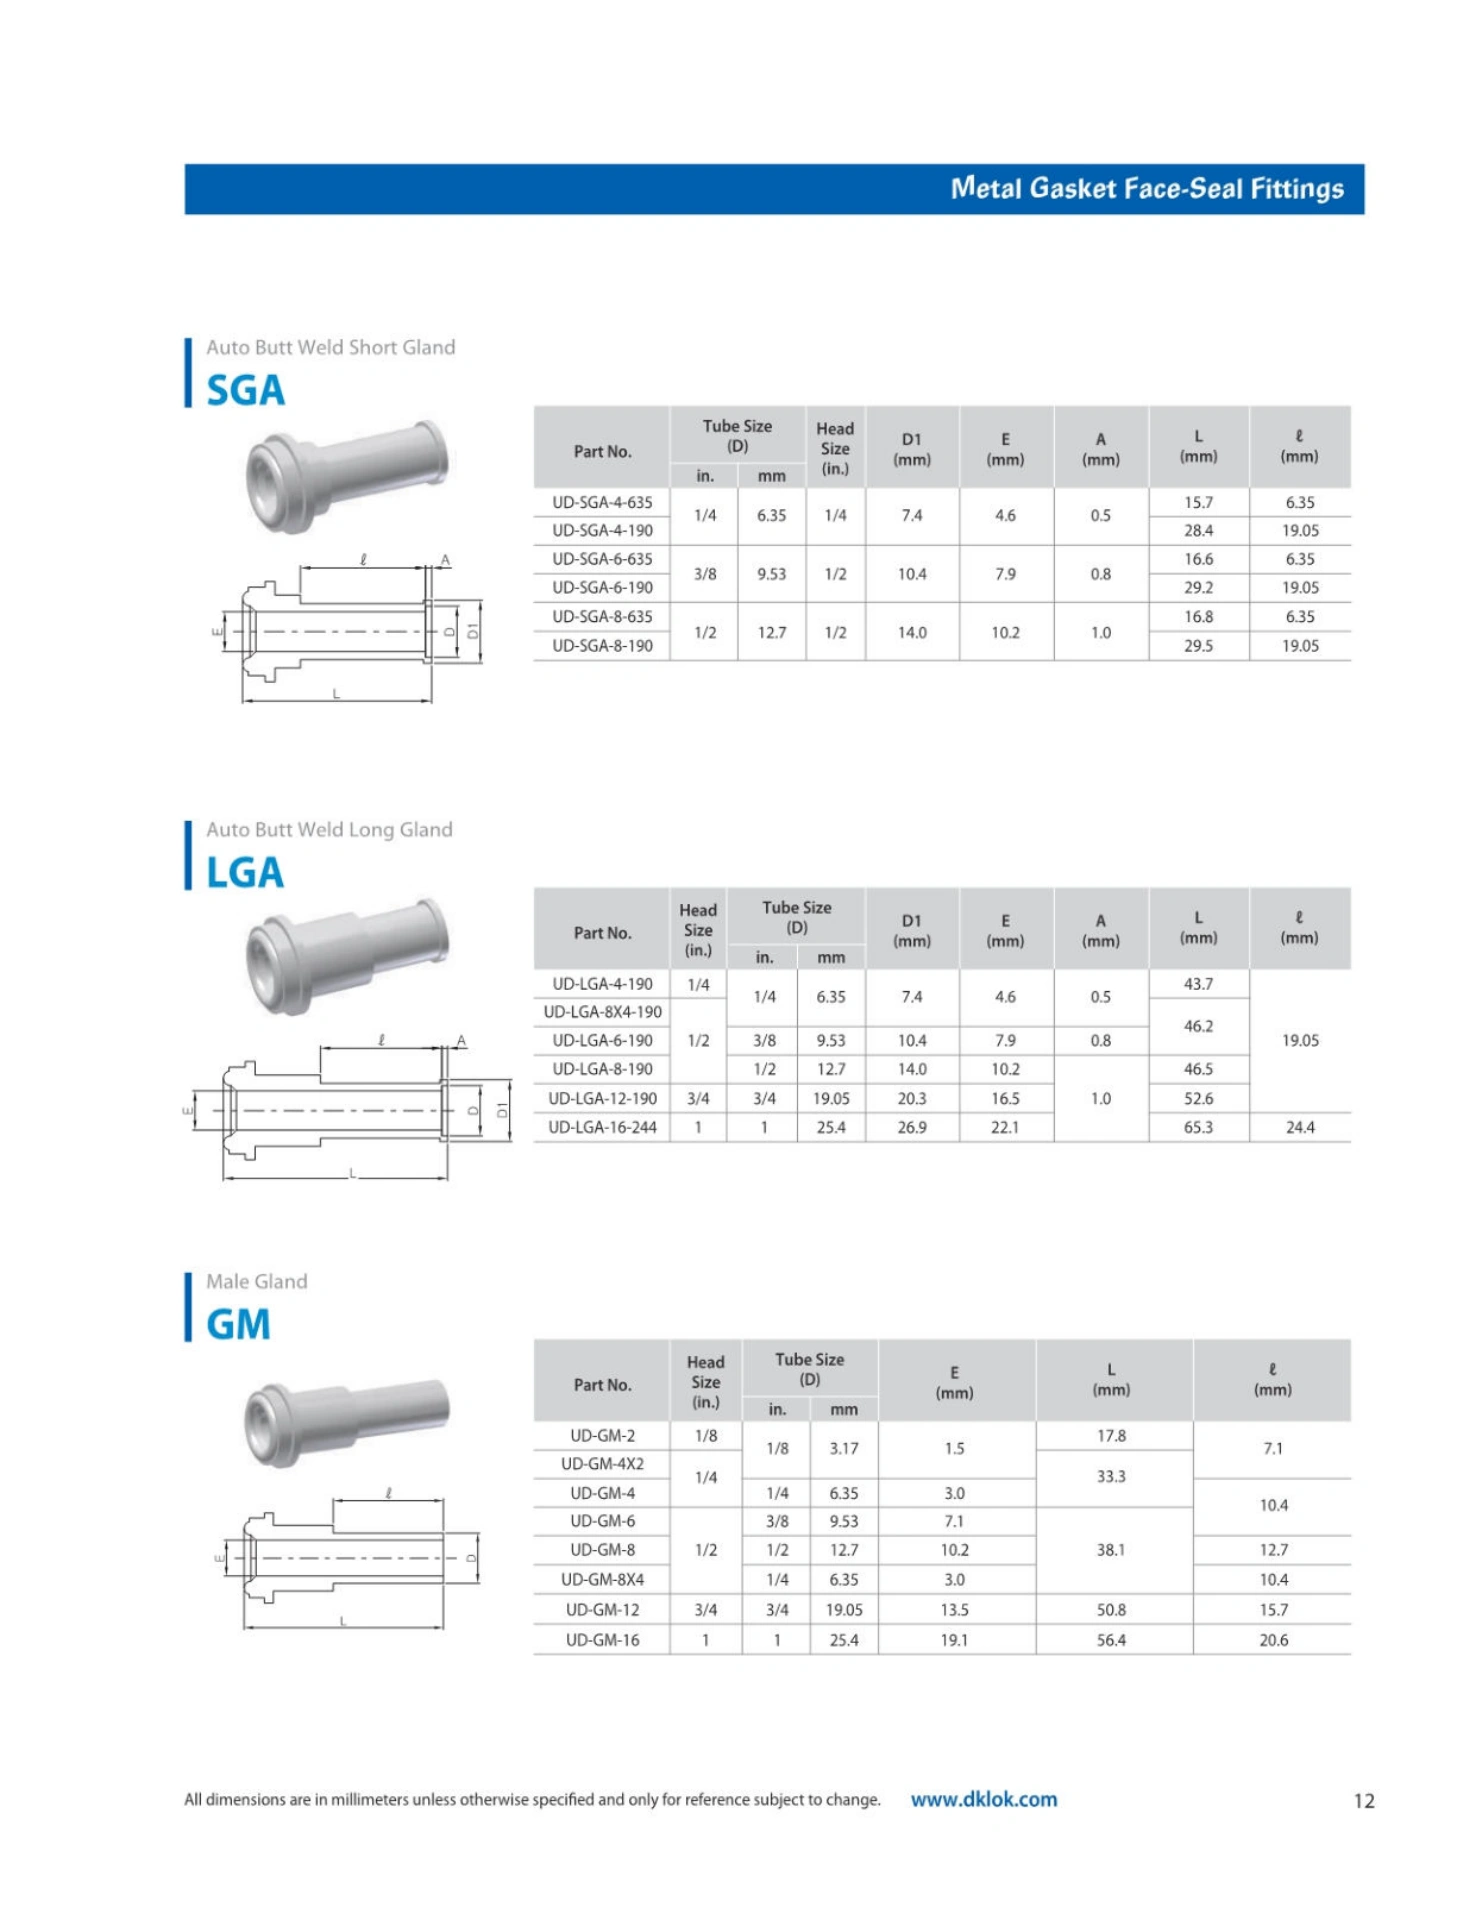 Metal Gasket Face-Seal Fittings
Auto Butt Weld Short Gland
SGA
Part No. Tube Size (D) in. mm Head Size (in.) D1 (mm) E (mm) A (mm) L (mm) ℓ (mm)
UD-SGA-4-635 1/4 6.35 1/4 7.4 4.6 0.5 15.7 6.35
UD-SGA-4-190 28.4 19.05
UD-SGA-6-635 3/8 9.53 1/2 10.4 7.9 0.8 16.6 6.35
UD-SGA-6-190 29.2 19.05
UD-SGA-8-635 1/2 12.7 1/2 14.0 10.2 1.0 16.8 6.35
UD-SGA-8-190 29.5 19.05
ℓ A
E D D1
L
Auto Butt Weld Long Gland
LGA
Part No. Head Size (in.) Tube Size (D) in. mm D1 (mm) E (mm) A (mm) L (mm) ℓ (mm)
UD-LGA-4-190 1/4 1/4 6.35 7.4 4.6 0.5 43.7 19.05
UD-LGA-8X4-190 1/2 46.2
UD-LGA-6-190 3/8 9.53 10.4 7.9 0.8
UD-LGA-8-190 1/2 12.7 14.0 10.2 1.0 46.5
UD-LGA-12-190 3/4 3/4 19.05 20.3 16.5 52.6
UD-LGA-16-244 1 1 25.4 26.9 22.1 65.3 24.4
ℓ A
E D D1
L
Male Gland
GM
Part No. Head Size (in.) Tube Size (D) in. mm E (mm) L (mm) ℓ (mm)
UD-GM-2 1/8 1/8 3.17 1.5 17.8 7.1
UD-GM-4X2 1/4 33.3
UD-GM-4 1/4 6.35 3.0 10.4
UD-GM-6 1/2 3/8 9.53 7.1 38.1
UD-GM-8 1/2 12.7 10.2 12.7
UD-GM-8X4 1/4 6.35 3.0 10.4
UD-GM-12 3/4 3/4 19.05 13.5 50.8 15.7
UD-GM-16 1 1 25.4 19.1 56.4 20.6
ℓ
E D
L
All dimensions are in millimeters unless otherwise specified and only for reference subject to change. www.dklok.com 12